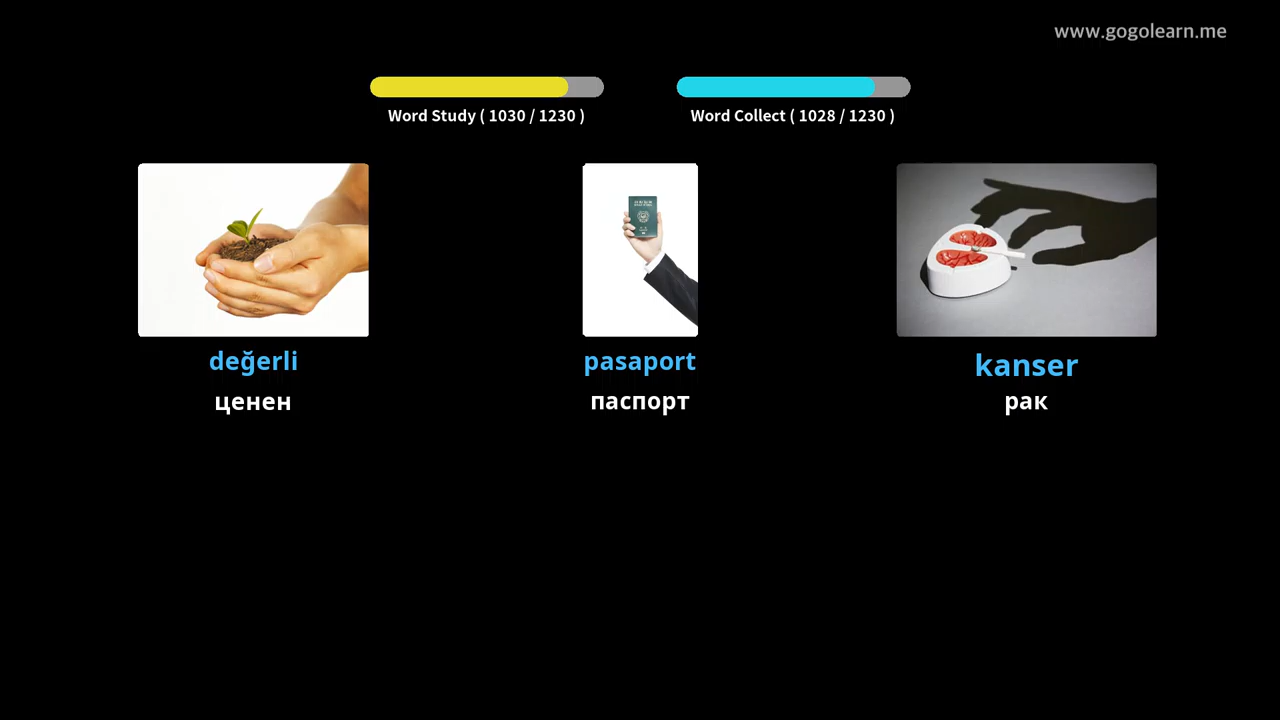 www.gogolearn.me
Word Study ( 1030 / 1230 )
Word Collect ( 1028 / 1230 )
değerli
ценен
pasaport
паспорт
kanser
рак